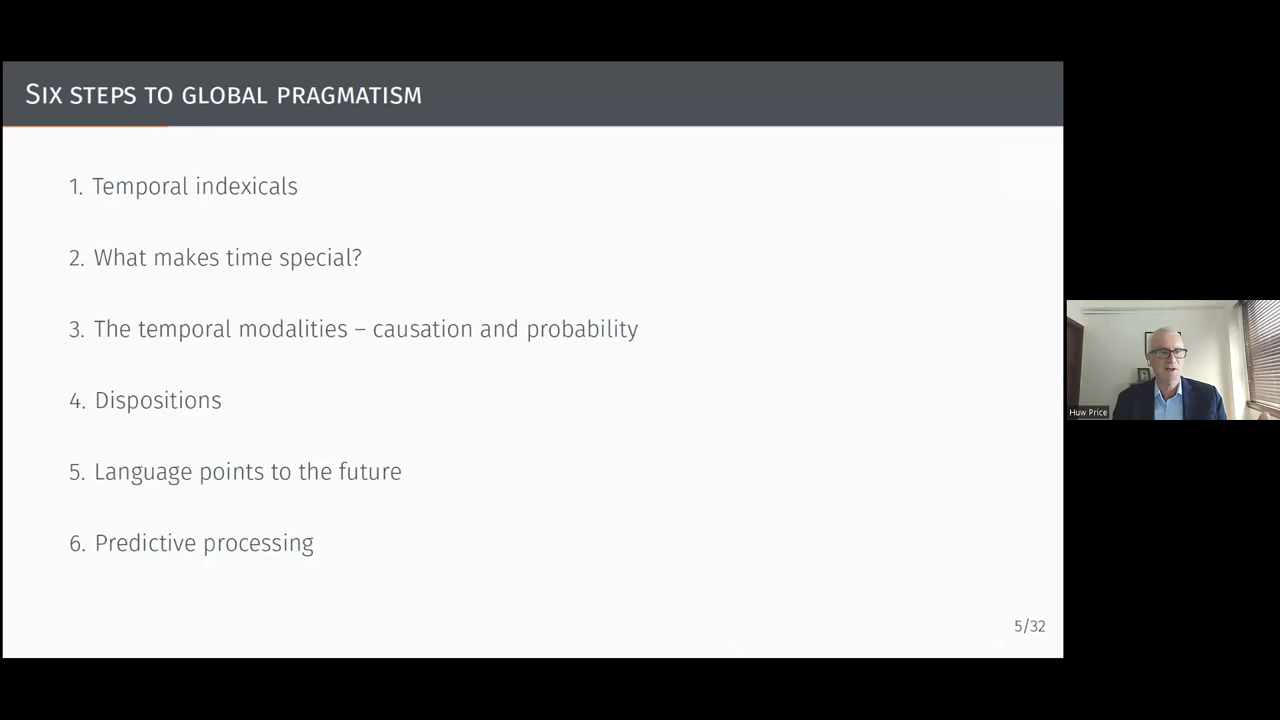 Six steps to global pragmatism
1. Temporal indexicals
2. What makes time special?
3. The temporal modalities – causation and probability
4. Dispositions
5. Language points to the future
6. Predictive processing
5/32
Huw Price